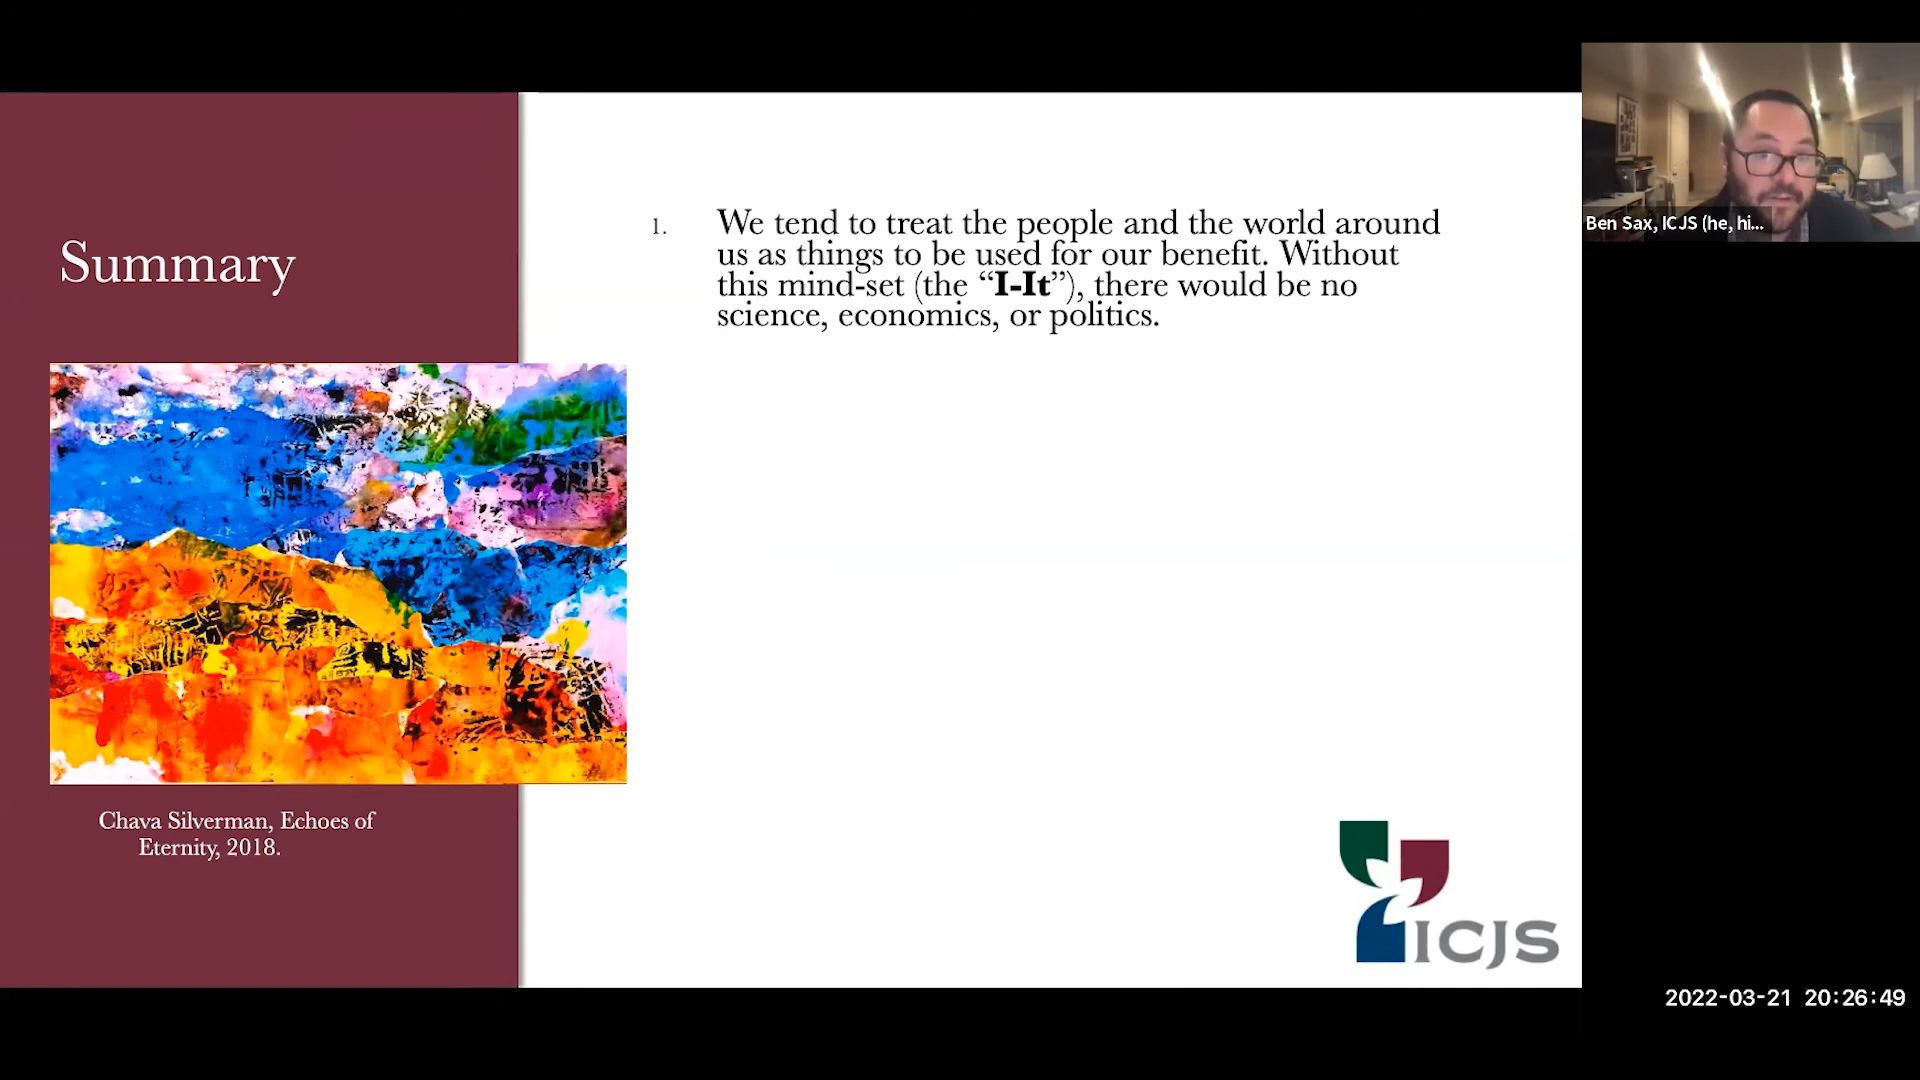 Summary
1. We tend to treat the people and the world around
us as things to be used for our benefit. Without
this mind-set (the “I-It”), there would be no
science, economics, or politics.
Chava Silverman, Echoes of
Eternity, 2018.
ICJS
Ben Sax, ICJS (he, hi...
2022-03-21 20:26:49